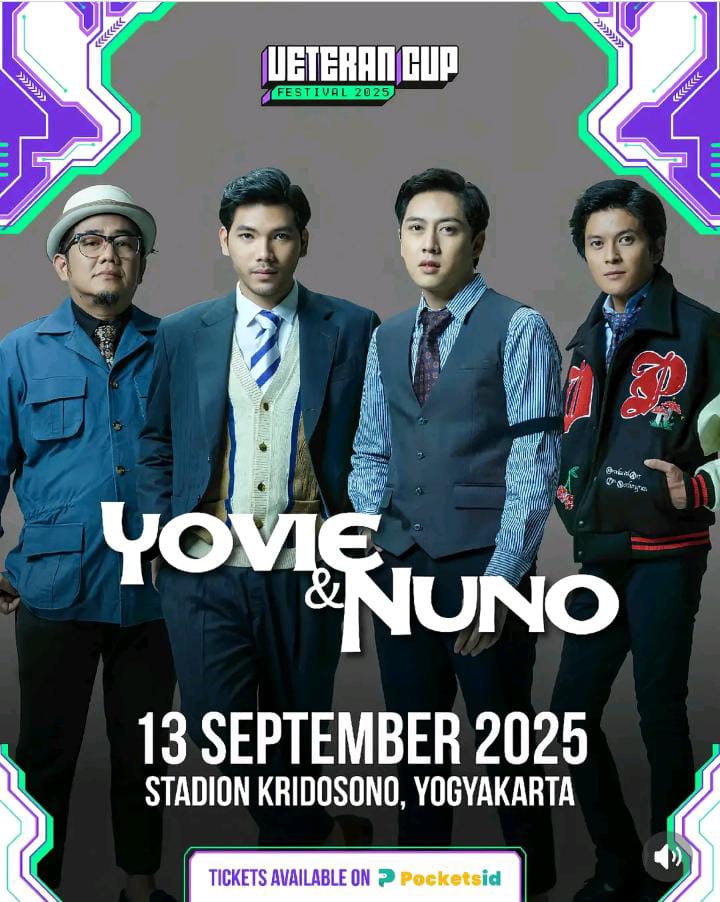 VETERAN CUP
FESTIVAL 2025
P
YOVIE
& NUNO
13 SEPTEMBER 2025
STADION KRIDOSONO, YOGYAKARTA
TICKETS AVAILABLE ON Pocketsid